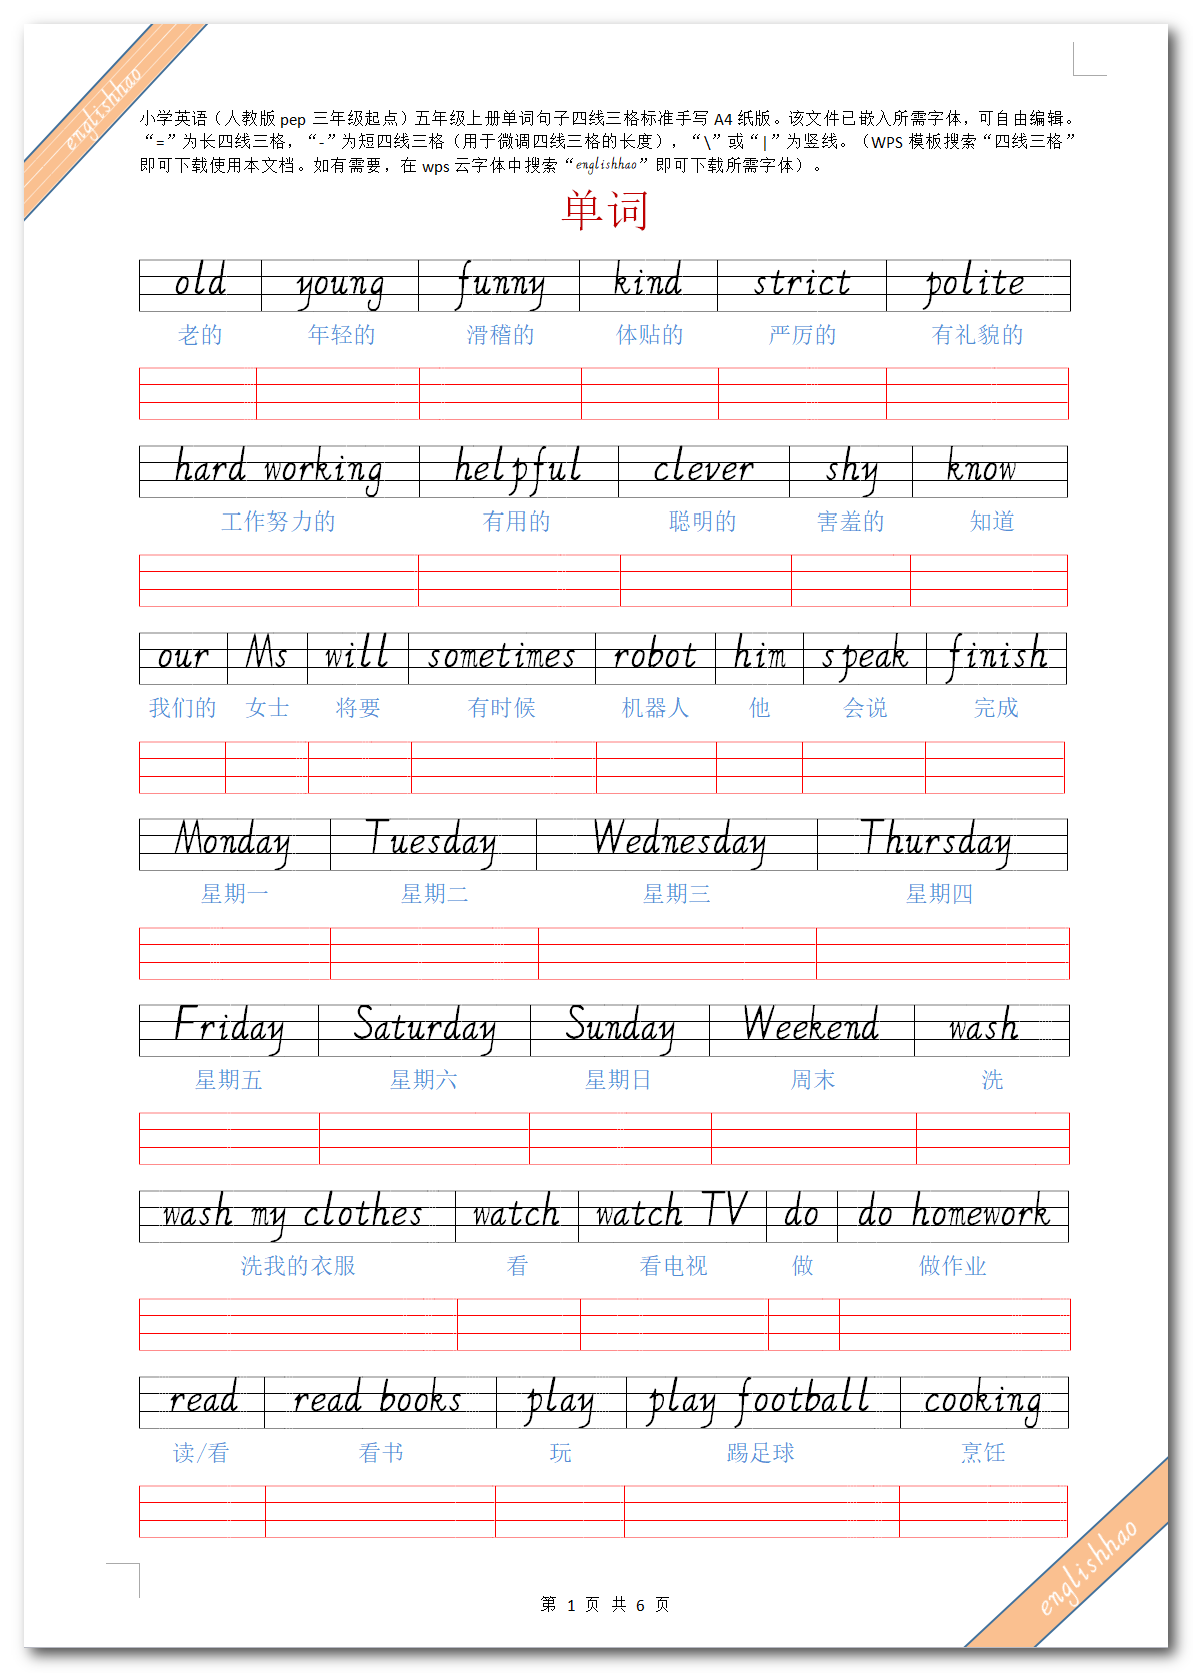 englishhao
小学英语（人教版 pep 三年级起点）五年级上册单词句子四线三格标准手写 A4 纸版。该文件已嵌入所需字体，可自由编辑。
“=”为长四线三格，“-”为短四线三格（用于微调四线三格的长度），“\”或“|”为竖线。（WPS 模板搜索“四线三格”
即可下载使用本文档。如有需要，在 wps 云字体中搜索“englishhao”即可下载所需字体）。
单词
old young funny kind strict polite
老的 年轻的 滑稽的 体贴的 严厉的 有礼貌的
hard working helpful clever shy know
工作努力的 有用的 聪明的 害羞的 知道
our Ms will sometimes robot him speak finish
我们的 女士 将要 有时候 机器人 他 会说 完成
Monday Tuesday Wednesday Thursday
星期一 星期二 星期三 星期四
Friday Saturday Sunday Weekend wash
星期五 星期六 星期日 周末 洗
wash my clothes watch watch TV do do homework
洗我的衣服 看 看电视 做 做作业
read read books play play football cooking
读/看 看书 玩 踢足球 烹饪
englishhao
第 1 页 共 6 页